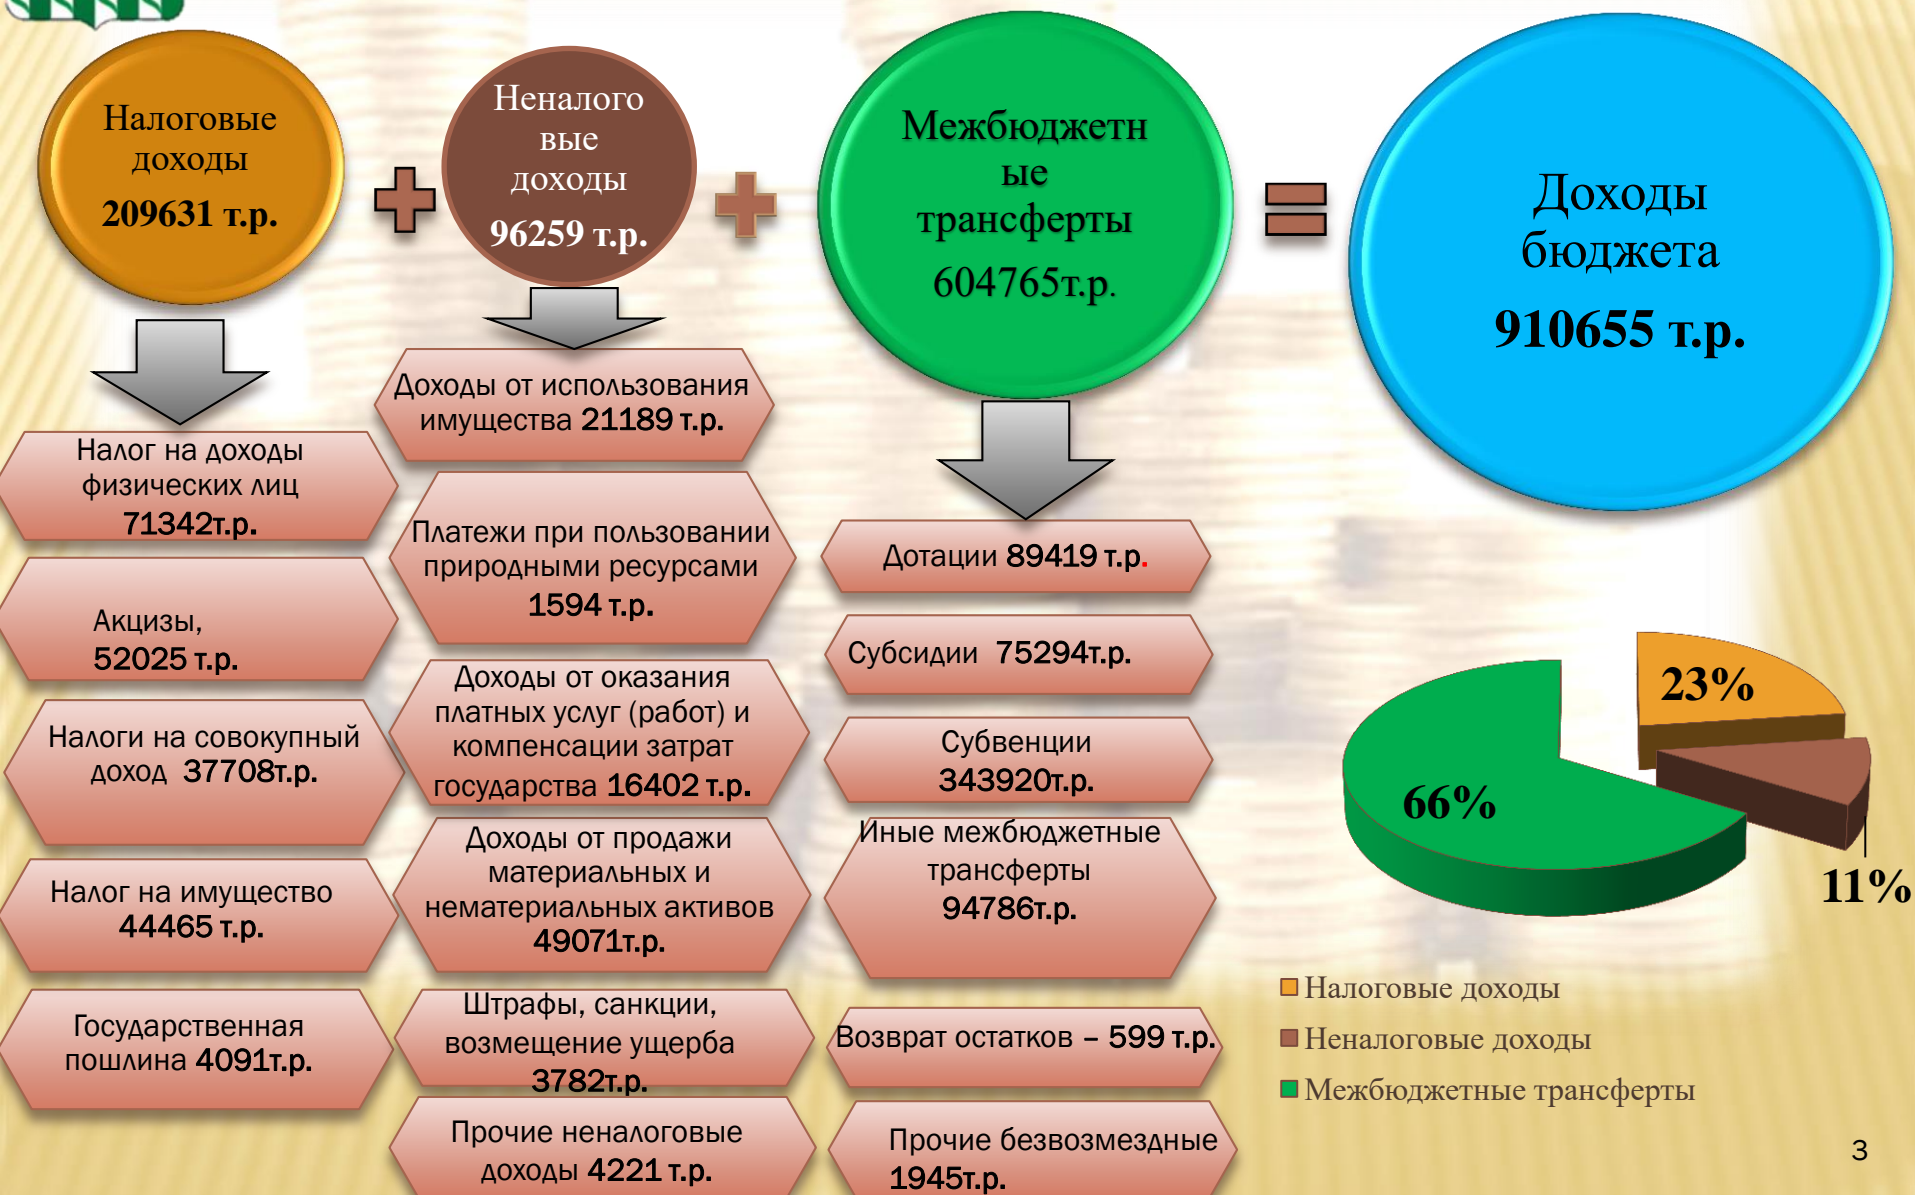 Налоговые
доходы
209631 т.р.
Неналого
вые
доходы
96259 т.р.
Межбюджетн
ые
трансферты
604765т.р.
Доходы
бюджета
910655 т.р.
Налог на доходы
физических лиц
71342т.р.
Акцизы,
52025 т.р.
Налоги на совокупный
доход 37708т.р.
Налог на имущество
44465 т.р.
Государственная
пошлина 4091т.р.
Доходы от использования
имущества 21189 т.р.
Платежи при пользовании
природными ресурсами
1594 т.р.
Доходы от оказания
платных услуг (работ) и
компенсации затрат
государства 16402 т.р.
Доходы от продажи
материальных и
нематериальных активов
49071т.р.
Штрафы, санкции,
возмещение ущерба
3782т.р.
Прочие неналоговые
доходы 4221 т.р.
Дотации 89419 т.р.
Субсидии 75294т.р.
Субвенции
343920т.р.
Иные межбюджетные
трансферты
94786т.р.
Возврат остатков – 599 т.р.
Прочие безвозмездные
1945т.р.
23%
66%
11%
Налоговые доходы
Неналоговые доходы
Межбюджетные трансферты
3